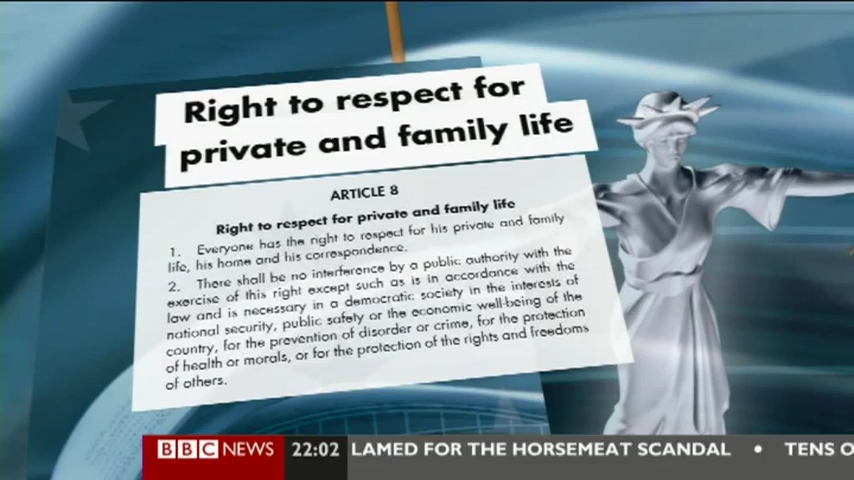 Right to respect for
private and family life
ARTICLE 8
Right to respect for private and family life
1. Everyone has the right to respect for his private and family
life, his home and his correspondence.
2. There shall be no interference by a public authority with the
exercise of this right except such as is in accordance with the
law and is necessary in a democratic society in the interests of
national security, public safety or the economic well-being of the
country, for the prevention of disorder or crime, for the protection
of health or morals, or for the protection of the rights and freedoms
of others.
BBC NEWS 22:02 LAMED FOR THE HORSEMEAT SCANDAL • TENS O